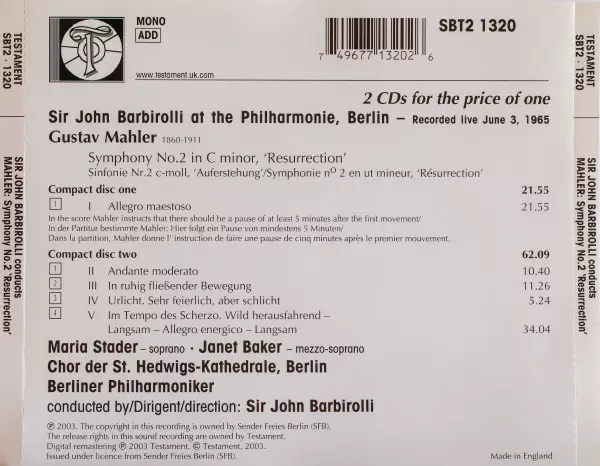 MONO
ADD
www.testament.uk.com
7 49677 13202 6
SBT2 1320
2 CDs for the price of one
Sir John Barbirolli at the Philharmonie, Berlin – Recorded live June 3, 1965
Gustav Mahler 1860-1911
Symphony No.2 in C minor, ‘Resurrection’
Sinfonie Nr.2 c-moll, ‘Auferstehung’/Symphonie nº 2 en ut mineur, ‘Résurrection’
Compact disc one 21.55
1 I Allegro maestoso 21.55
In the score Mahler instructs that there should be a pause of at least 5 minutes after the first movement/
In der Partitur bestimmte Mahler: Hier folgt ein Pause von mindestens 5 Minuten/
Dans la partition, Mahler donne l' instruction de faire une pause de cinq minutes après le premier mouvement.
Compact disc two 62.09
1 II Andante moderato 10.40
2 III In ruhig fließender Bewegung 11.26
3 IV Urlicht. Sehr feierlich, aber schlicht 5.24
4 V Im Tempo des Scherzo. Wild herausfahrend –
Langsam – Allegro energico – Langsam 34.04
Maria Stader – soprano · Janet Baker – mezzo-soprano
Chor der St. Hedwigs-Kathedrale, Berlin
Berliner Philharmoniker
conducted by/Dirigent/direction: Sir John Barbirolli
℗ 2003. The copyright in this recording is owned by Sender Freies Berlin (SFB).
The release rights in this sound recording are owned by Testament.
Digital remastering ℗ 2003 Testament. © Testament, 2003.
Issued under licence from Sender Freies Berlin (SFB).
Made in England
TESTAMENT
SBT2 · 1320
SIR JOHN BARBIROLLI conducts
MAHLER: Symphony No.2 'Resurrection'
TESTAMENT
SBT2 · 1320
SIR JOHN BARBIROLLI conducts
MAHLER: Symphony No.2 'Resurrection'